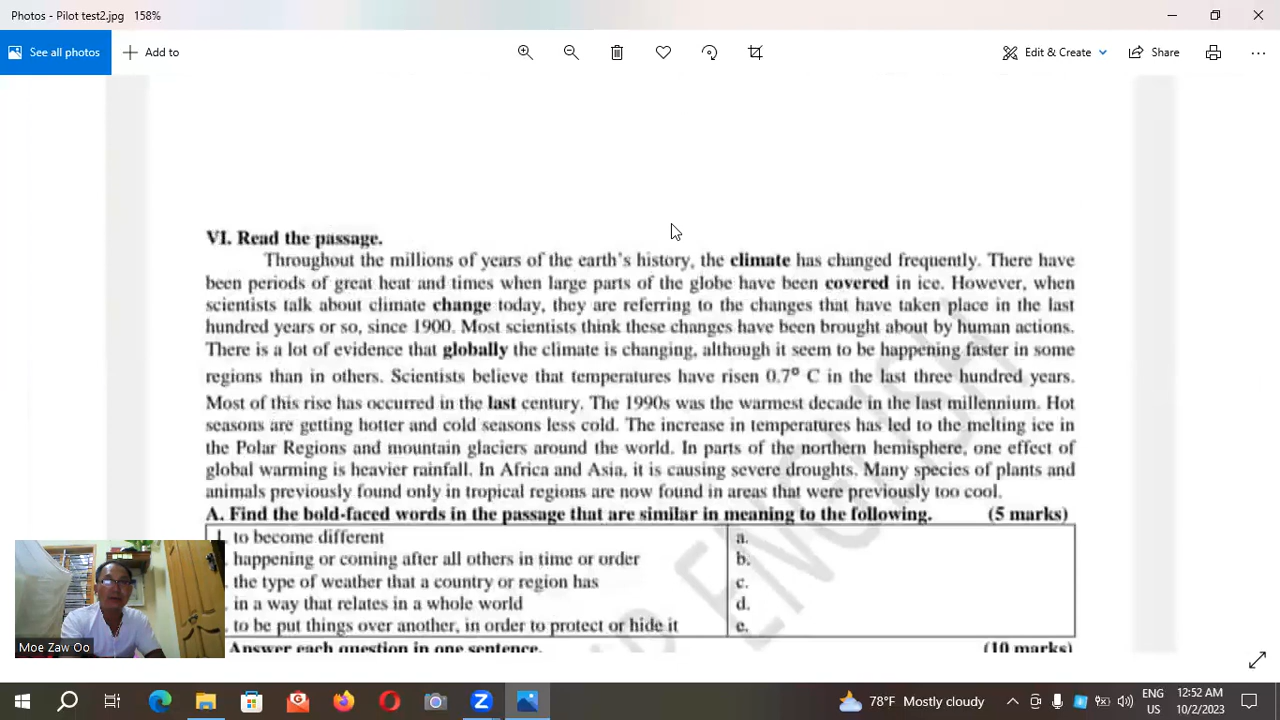 Photos - Pilot test2.jpg 158%
See all photos
Add to
Edit & Create
Share
VI. Read the passage.
Throughout the millions of years of the earth's history, the climate has changed frequently. There have
been periods of great heat and times when large parts of the globe have been covered in ice. However, when
scientists talk about climate change today, they are referring to the changes that have taken place in the last
hundred years or so, since 1900. Most scientists think these changes have been brought about by human actions.
There is a lot of evidence that globally the climate is changing, although it seem to be happening faster in some
regions than in others. Scientists believe that temperatures have risen 0.7° C in the last three hundred years.
Most of this rise has occurred in the last century. The 1990s was the warmest decade in the last millennium. Hot
seasons are getting hotter and cold seasons less cold. The increase in temperatures has led to the melting ice in
the Polar Regions and mountain glaciers around the world. In parts of the northern hemisphere, one effect of
global warming is heavier rainfall. In Africa and Asia, it is causing severe droughts. Many species of plants and
animals previously found only in tropical regions are now found in areas that were previously too cool.
A. Find the bold-faced words in the passage that are similar in meaning to the following. (5 marks)
to become different a.
happening or coming after all others in time or order b.
the type of weather that a country or region has c.
in a way that relates in a whole world d.
to be put things over another, in order to protect or hide it e.
Answer each question in one sentence. (10 marks)
ENGLISH
Moe Zaw Oo
78°F Mostly cloudy
ENG
US
12:52 AM
10/2/2023